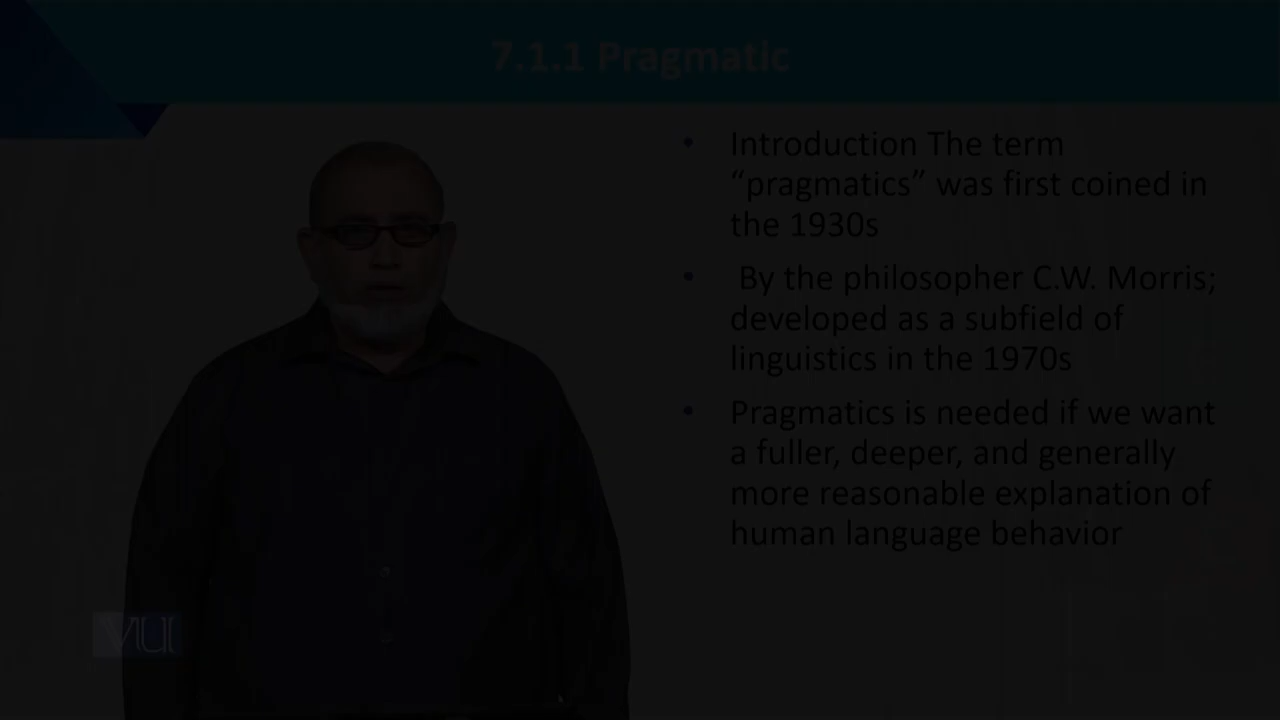 7.1.1 Pragmatic
• Introduction The term
“pragmatics” was first coined in
the 1930s
• By the philosopher C.W. Morris;
developed as a subfield of
linguistics in the 1970s
• Pragmatics is needed if we want
a fuller, deeper, and generally
more reasonable explanation of
human language behavior
VU